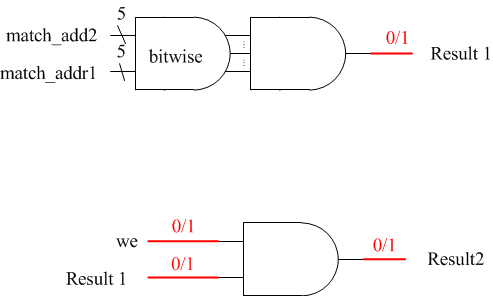 5
match_add2
0/1
5
bitwise
Result 1
match_addr1
0/1
we
0/1
0/1
Result2
Result 1